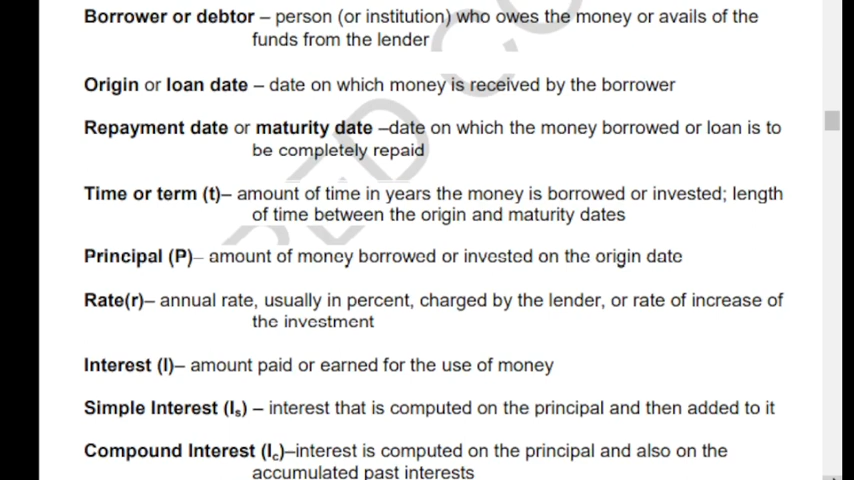 Borrower or debtor – person (or institution) who owes the money or avails of the
funds from the lender
Origin or loan date – date on which money is received by the borrower
Repayment date or maturity date –date on which the money borrowed or loan is to
be completely repaid
Time or term (t)– amount of time in years the money is borrowed or invested; length
of time between the origin and maturity dates
Principal (P)– amount of money borrowed or invested on the origin date
Rate(r)– annual rate, usually in percent, charged by the lender, or rate of increase of
the investment
Interest (I)– amount paid or earned for the use of money
Simple Interest (Is) – interest that is computed on the principal and then added to it
Compound Interest (Ic)–interest is computed on the principal and also on the
accumulated past interests